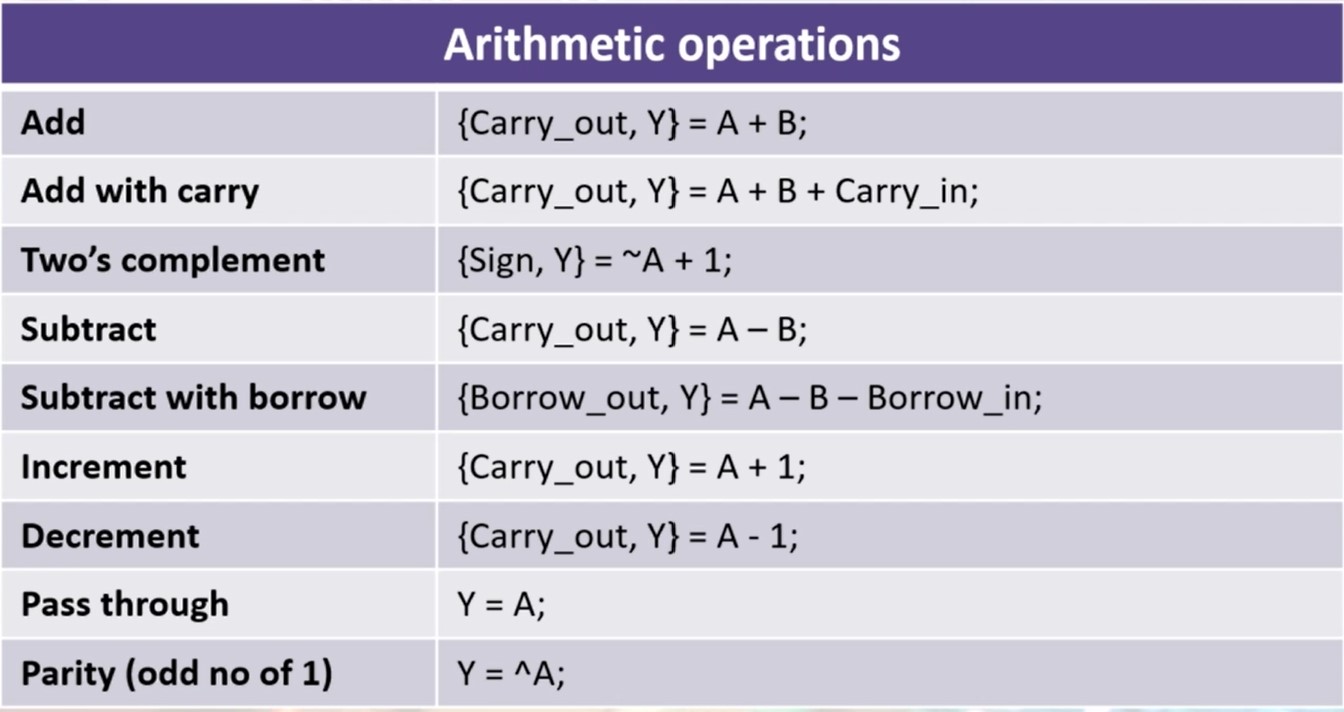 Arithmetic operations
Add {Carry_out, Y} = A + B;
Add with carry {Carry_out, Y} = A + B + Carry_in;
Two’s complement {Sign, Y} = ~A + 1;
Subtract {Carry_out, Y} = A – B;
Subtract with borrow {Borrow_out, Y} = A – B – Borrow_in;
Increment {Carry_out, Y} = A + 1;
Decrement {Carry_out, Y} = A - 1;
Pass through Y = A;
Parity (odd no of 1) Y = ^A;